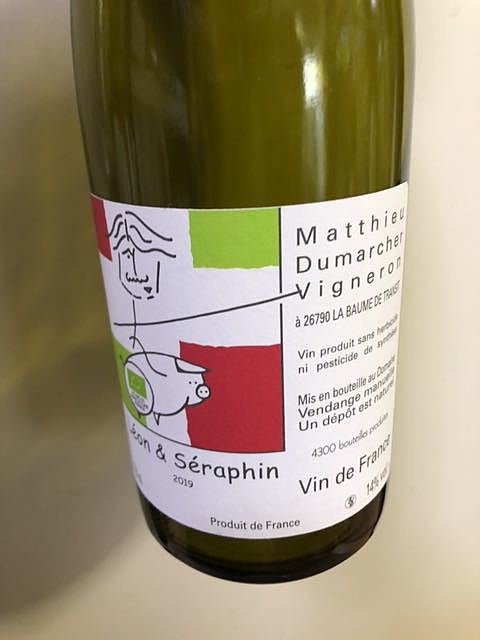 Matthieu
Dumarcher
Vigneron
à 26790 LA BAUME DE TRANSIT
Vin produit sans herbicide
ni pesticide de synthèse
Mis en bouteille au Domaine
Vendange manuelle
Un dépôt est naturel
4300 bouteilles produites
Vin de France
14% vol.
éon & Séraphin
2019
Produit de France